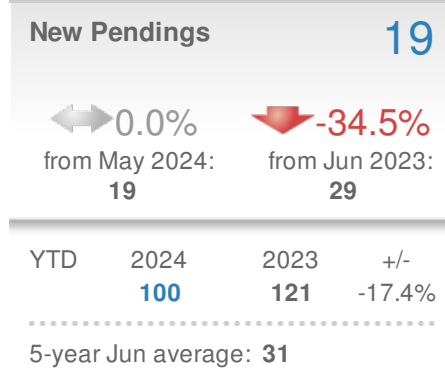 New Pendings 19
0.0% -34.5%
from May 2024: from Jun 2023:
19 29
YTD 2024 2023 +/-
100 121 -17.4%
5-year Jun average: 31